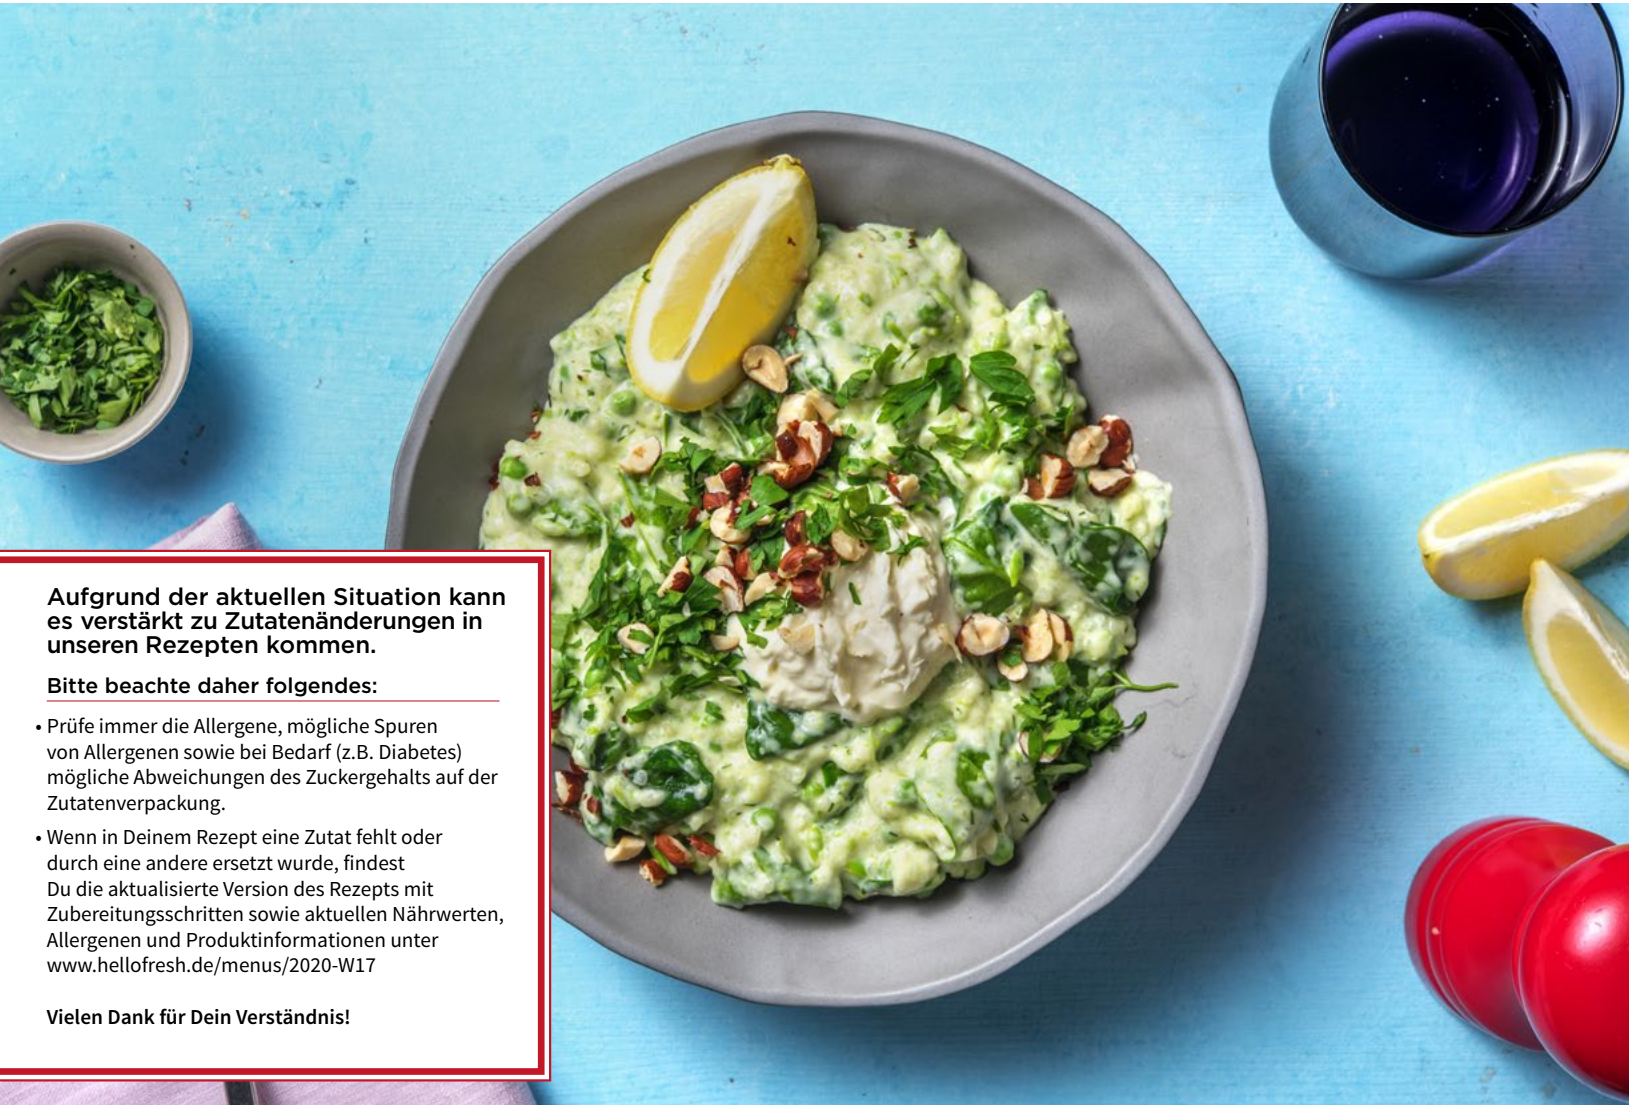 Aufgrund der aktuellen Situation kann
es verstärkt zu Zutatenänderungen in
unseren Rezepten kommen.
Bitte beachte daher folgendes:
• Prüfe immer die Allergene, mögliche Spuren
von Allergenen sowie bei Bedarf (z.B. Diabetes)
mögliche Abweichungen des Zuckergehalts auf der
Zutatenverpackung.
• Wenn in Deinem Rezept eine Zutat fehlt oder
durch eine andere ersetzt wurde, findest
Du die aktualisierte Version des Rezepts mit
Zubereitungsschritten sowie aktuellen Nährwerten,
Allergenen und Produktinformationen unter
www.hellofresh.de/menus/2020-W17
Vielen Dank für Dein Verständnis!